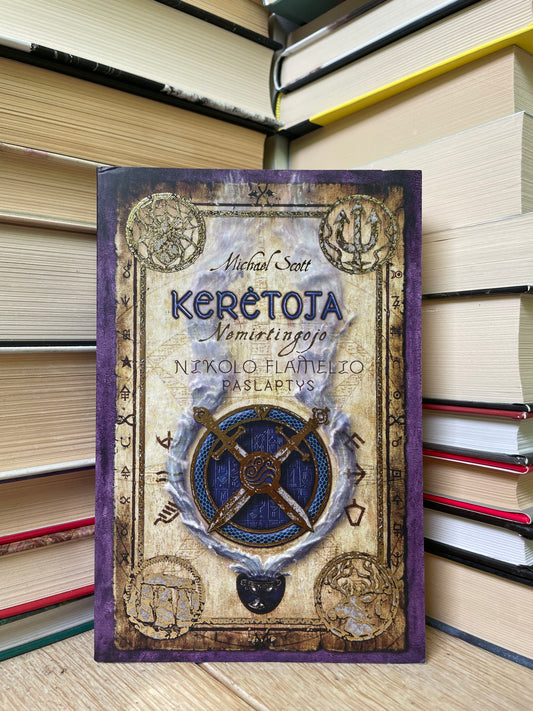 Michael Scott
KERĖTOJA
Nemirtingojo
NIKOLO FLAMELIO
PASLAPTYS